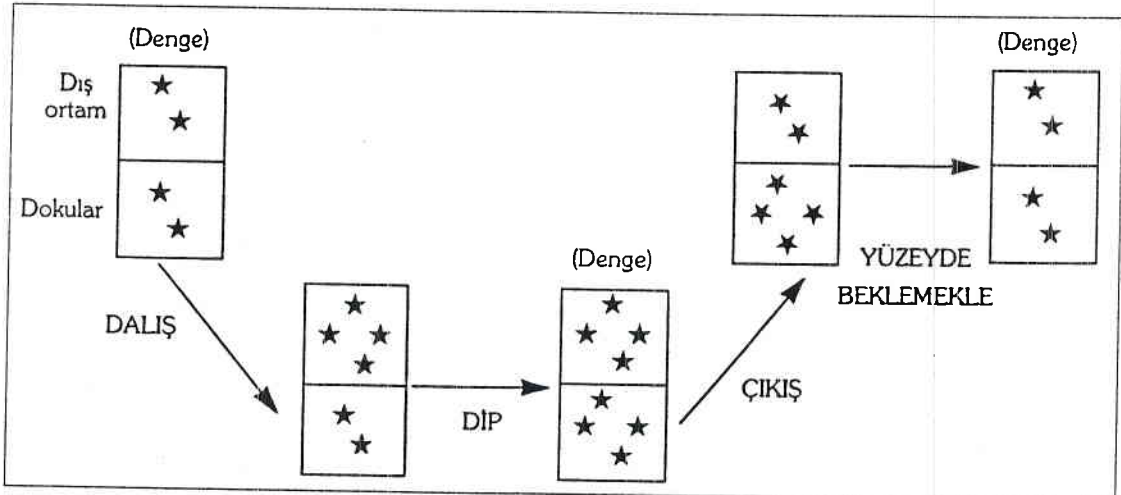 (Denge)
Dış
ortam
Dokular
DALIŞ
DİP
(Denge)
ÇIKIŞ
YÜZEYDE
BEKLEMEKLE
(Denge)